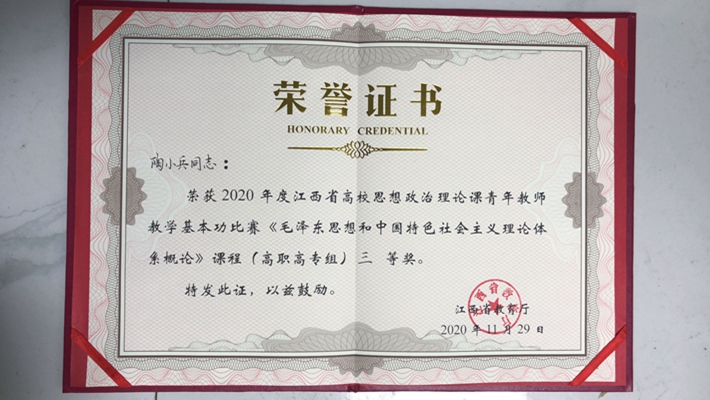 荣誉证书
HONORARY CREDENTIAL
陶小兵同志：
荣获2020年度江西省高校思想政治理论课青年教师
教学基本功比赛《毛泽东思想和中国特色社会主义理论体
系概论》课程（高职高专组）三 等奖。
特发此证，以兹鼓励。
江西省教育厅
2020年11月29日